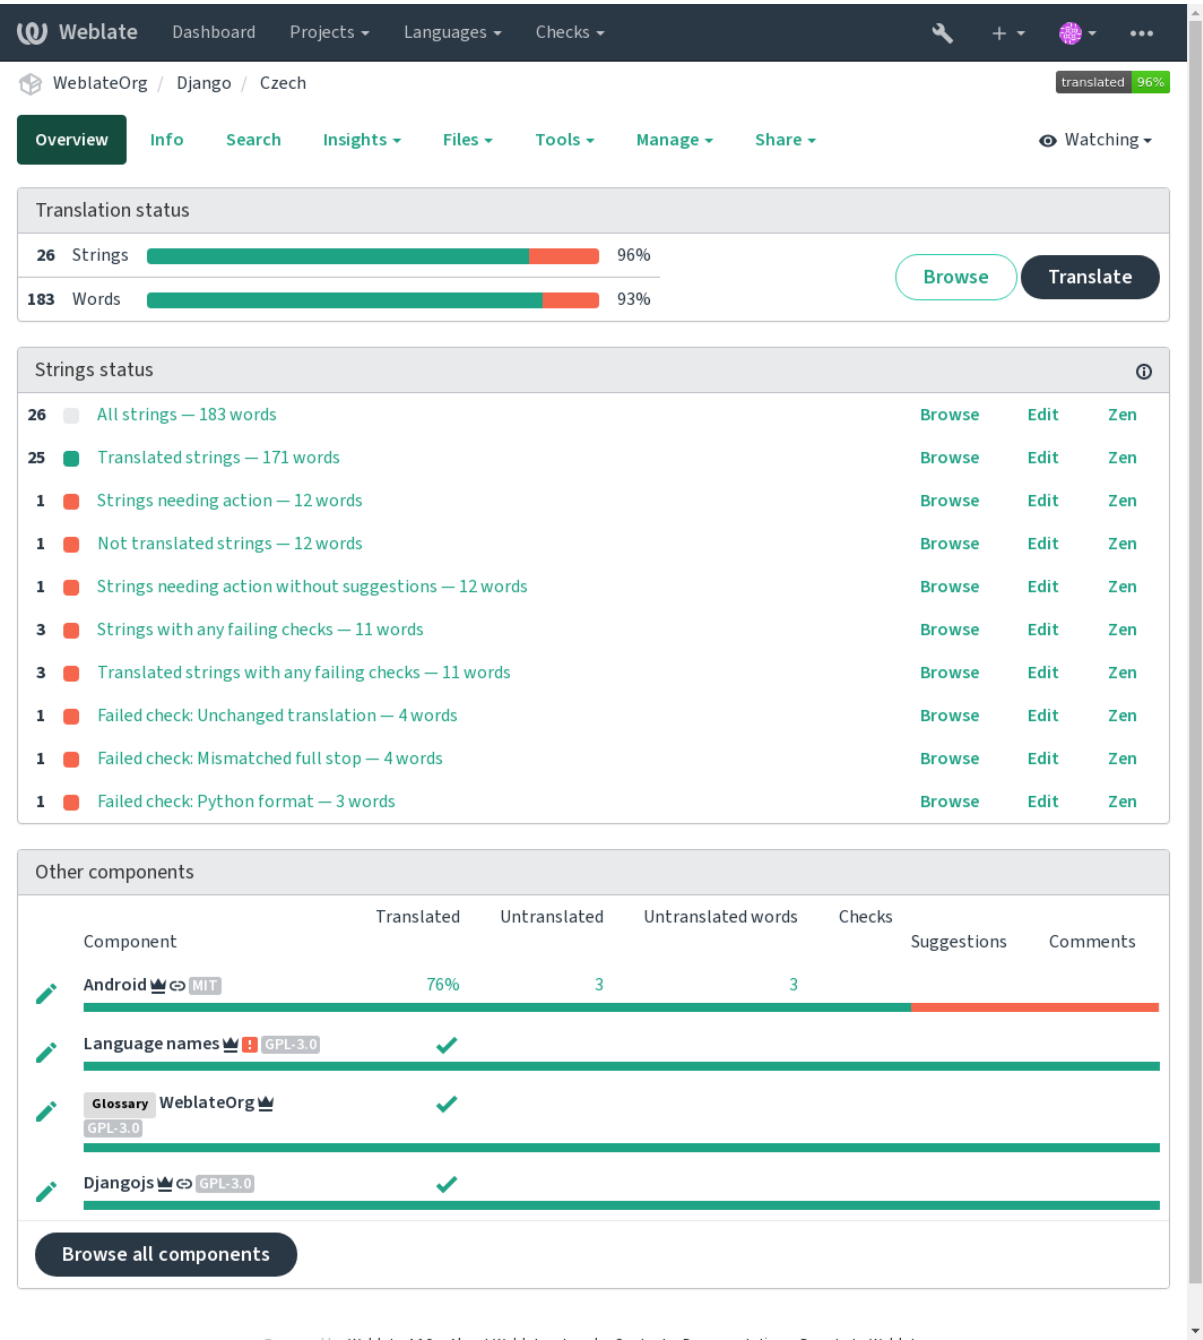 Weblate Dashboard Projects Languages Checks
WeblateOrg / Django / Czech
translated 96%
Overview Info Search Insights Files Tools Manage Share Watching
Translation status
26 Strings 96%
183 Words 93%
Browse Translate
Strings status
26 All strings — 183 words Browse Edit Zen
25 Translated strings — 171 words Browse Edit Zen
1 Strings needing action — 12 words Browse Edit Zen
1 Not translated strings — 12 words Browse Edit Zen
1 Strings needing action without suggestions — 12 words Browse Edit Zen
3 Strings with any failing checks — 11 words Browse Edit Zen
3 Translated strings with any failing checks — 11 words Browse Edit Zen
1 Failed check: Unchanged translation — 4 words Browse Edit Zen
1 Failed check: Mismatched full stop — 4 words Browse Edit Zen
1 Failed check: Python format — 3 words Browse Edit Zen
Other components
Translated Untranslated Untranslated words Checks
Component Suggestions Comments
Android MIT 76% 3 3
Language names GPL-3.0
Glossary WeblateOrg
GPL-3.0
Djangojs GPL-3.0
Browse all components